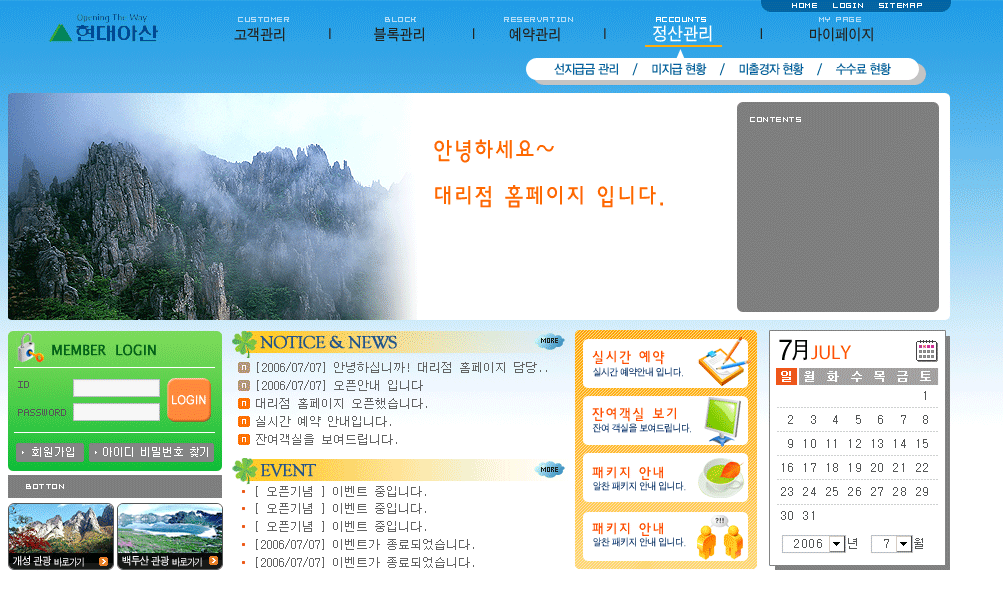 HOME LOGIN SITEMAP
Opening The Way
현대아산
CUSTOMER BLOCK RESERVATION ACCOUNTS MY PAGE
고객관리 | 블록관리 | 예약관리 | 정산관리 | 마이페이지
선지급금 관리 / 미지급 현황 / 미출경자 현황 / 수수료 현황
안녕하세요~
대리점 홈페이지 입니다.
CONTENTS
MEMBER LOGIN
ID
PASSWORD
LOGIN
회원가입
아이디 비밀번호 찾기
BOTTON
개성 관광 바로가기
백두산 관광 바로가기
NOTICE & NEWS MORE
n [2006/07/07] 안녕하십니까! 대리점 홈페이지 담당..
n [2006/07/07] 오픈안내 입니다
n 대리점 홈페이지 오픈했습니다.
n 실시간 예약 안내입니다.
n 잔여객실을 보여드립니다.
EVENT MORE
[ 오픈기념 ] 이벤트 중입니다.
[ 오픈기념 ] 이벤트 중입니다.
[ 오픈기념 ] 이벤트 중입니다.
[2006/07/07] 이벤트가 종료되었습니다.
[2006/07/07] 이벤트가 종료되었습니다.
실시간 예약
실시간 예약안내 입니다.
잔여객실 보기
잔여 객실을 보여드립니다.
패키지 안내
알찬 패키지 안내 입니다.
패키지 안내
알찬 패키지 안내 입니다.
?!!
7月 JULY
일 월 화 수 목 금 토
1
2 3 4 5 6 7 8
9 10 11 12 13 14 15
16 17 18 19 20 21 22
23 24 25 26 27 28 29
30 31
2006 년 7 월